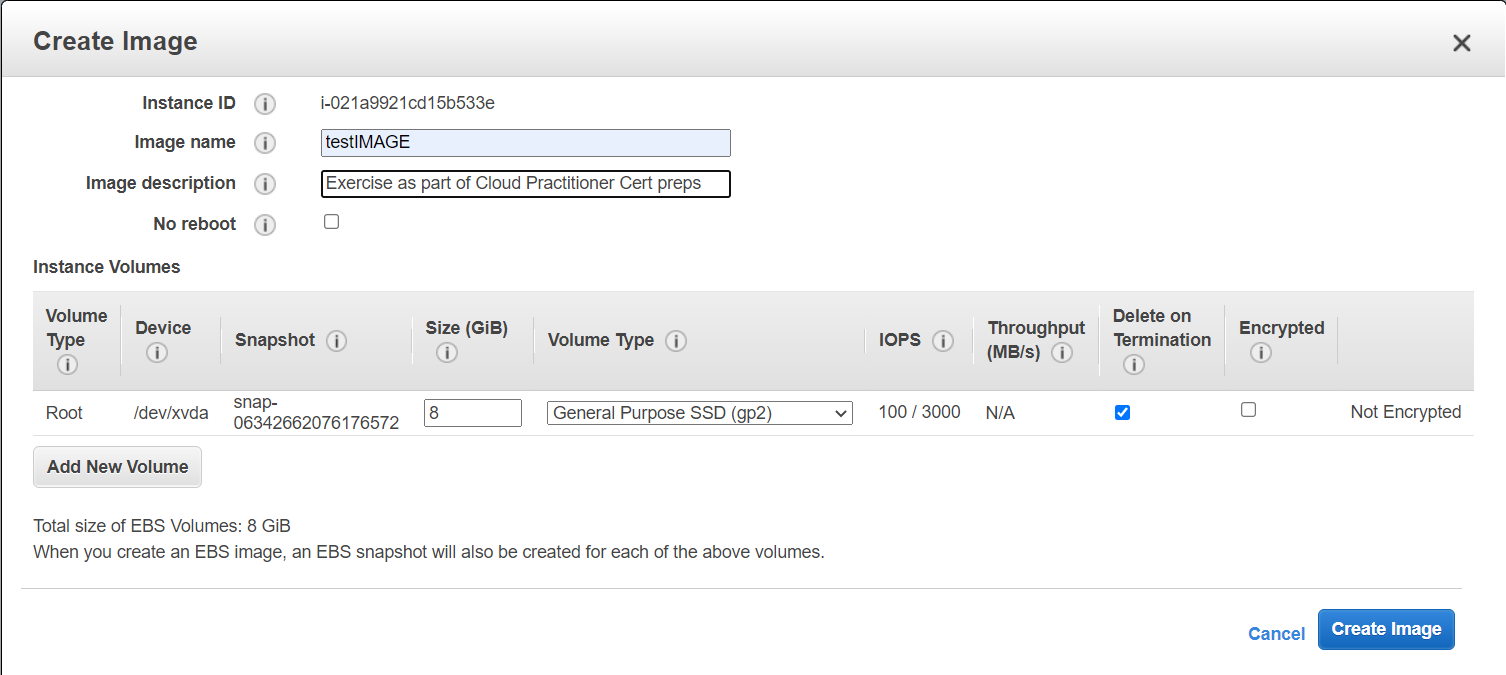 Create Image
Instance ID i-021a9921cd15b533e
Image name testIMAGE
Image description Exercise as part of Cloud Practitioner Cert preps
No reboot
Instance Volumes
Volume Type Device Snapshot Size (GiB) Volume Type IOPS Throughput (MB/s) Delete on Termination Encrypted
Root /dev/xvda snap-06342662076176572 8 General Purpose SSD (gp2) 100 / 3000 N/A Not Encrypted
Add New Volume
Total size of EBS Volumes: 8 GiB
When you create an EBS image, an EBS snapshot will also be created for each of the above volumes.
Cancel Create Image